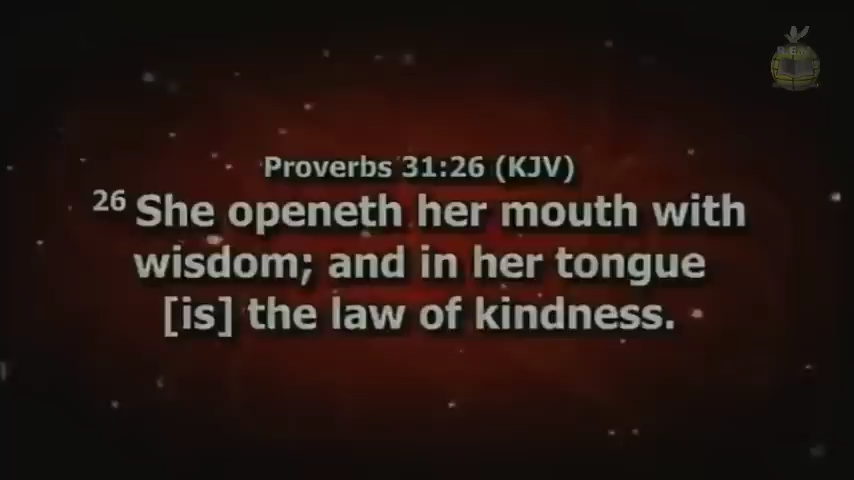 Proverbs 31:26 (KJV)
26 She openeth her mouth with
wisdom; and in her tongue
[is] the law of kindness.